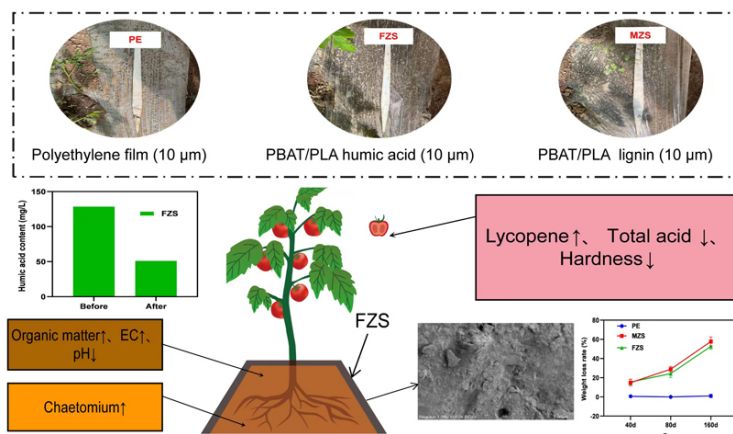 PE
FZS
MZS
Polyethylene film (10 μm)
PBAT/PLA humic acid (10 μm)
PBAT/PLA lignin (10 μm)
Humic acid content (mg/L)
150
100
50
0
FZS
Before
After
Lycopene↑、 Total acid ↓、
Hardness↓
Organic matter↑、EC↑、
pH↓
Chaetomium↑
FZS
Weight loss rate (%)
80
60
40
20
0
-20
PE
MZS
FZS
40d
80d
160d